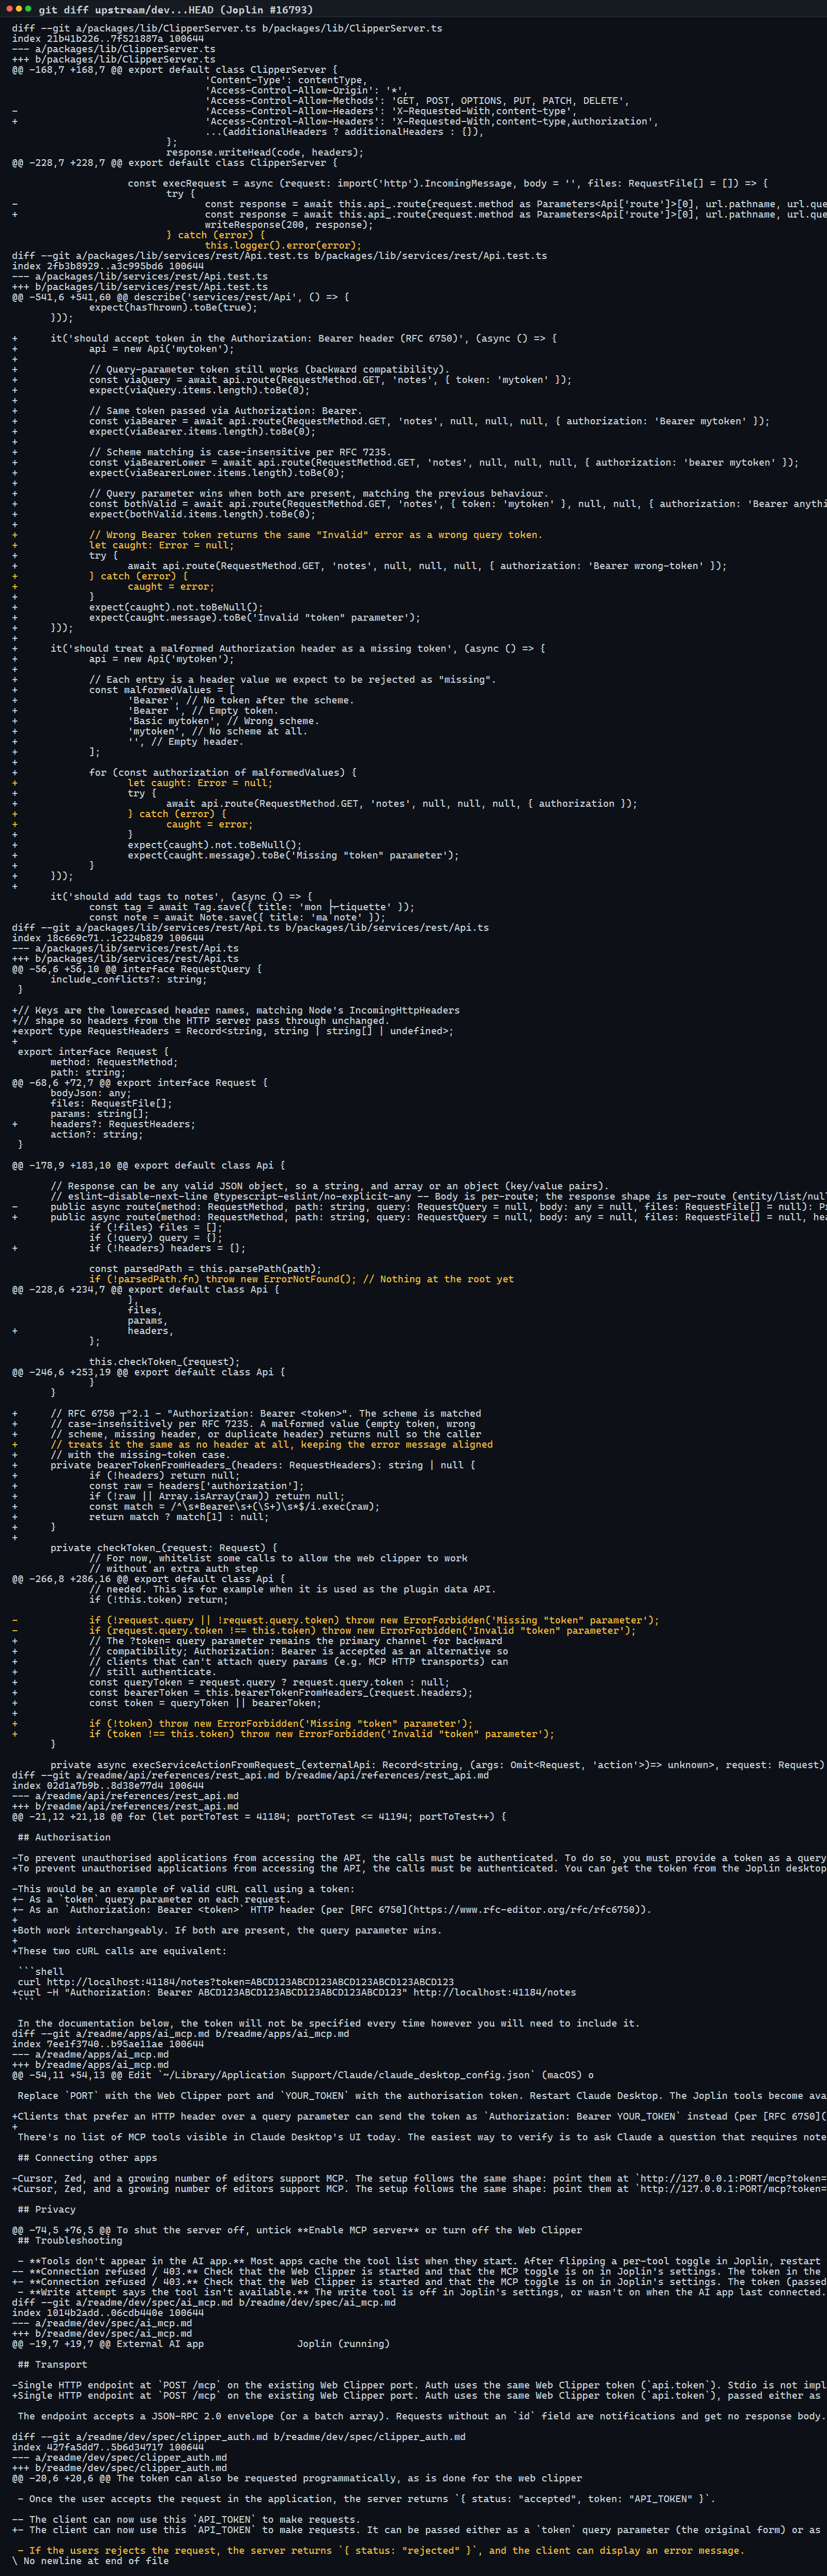 git diff upstream/dev...HEAD (Joplin #16793)
diff --git a/packages/lib/ClipperServer.ts b/packages/lib/ClipperServer.ts
index 21b41b226..7f521887a 100644
--- a/packages/lib/ClipperServer.ts
+++ b/packages/lib/ClipperServer.ts
@@ -168,7 +168,7 @@ export default class ClipperServer {
'Content-Type': contentType,
'Access-Control-Allow-Origin': '*',
'Access-Control-Allow-Methods': 'GET, POST, OPTIONS, PUT, PATCH, DELETE',
- 'Access-Control-Allow-Headers': 'X-Requested-With,content-type',
+ 'Access-Control-Allow-Headers': 'X-Requested-With,content-type,authorization',
...(additionalHeaders ? additionalHeaders : {}),
};
response.writeHead(code, headers);
@@ -228,7 +228,7 @@ export default class ClipperServer {
const execRequest = async (request: import('http').IncomingMessage, body = '', files: RequestFile[] = []) => {
try {
- const response = await this.api_.route(request.method as Parameters<Api['route']>[0], url.pathname, url.que
+ const response = await this.api_.route(request.method as Parameters<Api['route']>[0], url.pathname, url.que
writeResponse(200, response);
} catch (error) {
this.logger().error(error);
diff --git a/packages/lib/services/rest/Api.test.ts b/packages/lib/services/rest/Api.test.ts
index 2fb3b8929..a3c995bd6 100644
--- a/packages/lib/services/rest/Api.test.ts
+++ b/packages/lib/services/rest/Api.test.ts
@@ -541,6 +541,60 @@ describe('services/rest/Api', () => {
expect(hasThrown).toBe(true);
}));
+ it('should accept token in the Authorization: Bearer header (RFC 6750)', (async () => {
+ api = new Api('mytoken');
+
+ // Query-parameter token still works (backward compatibility).
+ const viaQuery = await api.route(RequestMethod.GET, 'notes', { token: 'mytoken' });
+ expect(viaQuery.items.length).toBe(0);
+
+ // Same token passed via Authorization: Bearer.
+ const viaBearer = await api.route(RequestMethod.GET, 'notes', null, null, null, { authorization: 'Bearer mytoken' });
+ expect(viaBearer.items.length).toBe(0);
+
+ // Scheme matching is case-insensitive per RFC 7235.
+ const viaBearerLower = await api.route(RequestMethod.GET, 'notes', null, null, null, { authorization: 'bearer mytoken' });
+ expect(viaBearerLower.items.length).toBe(0);
+
+ // Query parameter wins when both are present, matching the previous behaviour.
+ const bothValid = await api.route(RequestMethod.GET, 'notes', { token: 'mytoken' }, null, null, { authorization: 'Bearer anythi
+ expect(bothValid.items.length).toBe(0);
+
+ // Wrong Bearer token returns the same "Invalid" error as a wrong query token.
+ let caught: Error = null;
+ try {
+ await api.route(RequestMethod.GET, 'notes', null, null, null, { authorization: 'Bearer wrong-token' });
+ } catch (error) {
+ caught = error;
+ }
+ expect(caught).not.toBeNull();
+ expect(caught.message).toBe('Invalid "token" parameter');
+ }));
+
+ it('should treat a malformed Authorization header as a missing token', (async () => {
+ api = new Api('mytoken');
+
+ // Each entry is a header value we expect to be rejected as "missing".
+ const malformedValues = [
+ 'Bearer', // No token after the scheme.
+ 'Bearer ', // Empty token.
+ 'Basic mytoken', // Wrong scheme.
+ 'mytoken', // No scheme at all.
+ '', // Empty header.
+ ];
+
+ for (const authorization of malformedValues) {
+ let caught: Error = null;
+ try {
+ await api.route(RequestMethod.GET, 'notes', null, null, null, { authorization });
+ } catch (error) {
+ caught = error;
+ }
+ expect(caught).not.toBeNull();
+ expect(caught.message).toBe('Missing "token" parameter');
+ }
+ }));
+
it('should add tags to notes', (async () => {
const tag = await Tag.save({ title: 'mon ├⌐tiquette' });
const note = await Note.save({ title: 'ma note' });
diff --git a/packages/lib/services/rest/Api.ts b/packages/lib/services/rest/Api.ts
index 18c669c71..1c224b829 100644
--- a/packages/lib/services/rest/Api.ts
+++ b/packages/lib/services/rest/Api.ts
@@ -56,6 +56,10 @@ interface RequestQuery {
include_conflicts?: string;
}
+// Keys are the lowercased header names, matching Node's IncomingHttpHeaders
+// shape so headers from the HTTP server pass through unchanged.
+export type RequestHeaders = Record<string, string | string[] | undefined>;
+
export interface Request {
method: RequestMethod;
path: string;
@@ -68,6 +72,7 @@ export interface Request {
bodyJson: any;
files: RequestFile[];
params: string[];
+ headers?: RequestHeaders;
action?: string;
}
@@ -178,9 +183,10 @@ export default class Api {
// Response can be any valid JSON object, so a string, and array or an object (key/value pairs).
// eslint-disable-next-line @typescript-eslint/no-explicit-any -- Body is per-route; the response shape is per-route (entity/list/nul
- public async route(method: RequestMethod, path: string, query: RequestQuery = null, body: any = null, files: RequestFile[] = null): P
+ public async route(method: RequestMethod, path: string, query: RequestQuery = null, body: any = null, files: RequestFile[] = null, hea
if (!files) files = [];
if (!query) query = {};
+ if (!headers) headers = {};
const parsedPath = this.parsePath(path);
if (!parsedPath.fn) throw new ErrorNotFound(); // Nothing at the root yet
@@ -228,6 +234,7 @@ export default class Api {
},
files,
params,
+ headers,
};
this.checkToken_(request);
@@ -246,6 +253,19 @@ export default class Api {
}
}
+ // RFC 6750 ┬º2.1 - "Authorization: Bearer <token>". The scheme is matched
+ // case-insensitively per RFC 7235. A malformed value (empty token, wrong
+ // scheme, missing header, or duplicate header) returns null so the caller
+ // treats it the same as no header at all, keeping the error message aligned
+ // with the missing-token case.
+ private bearerTokenFromHeaders_(headers: RequestHeaders): string | null {
+ if (!headers) return null;
+ const raw = headers['authorization'];
+ if (!raw || Array.isArray(raw)) return null;
+ const match = /^\s*Bearer\s+(\S+)\s*$/i.exec(raw);
+ return match ? match[1] : null;
+ }
+
private checkToken_(request: Request) {
// For now, whitelist some calls to allow the web clipper to work
// without an extra auth step
@@ -266,8 +286,16 @@ export default class Api {
// needed. This is for example when it is used as the plugin data API.
if (!this.token) return;
- if (!request.query || !request.query.token) throw new ErrorForbidden('Missing "token" parameter');
- if (request.query.token !== this.token) throw new ErrorForbidden('Invalid "token" parameter');
+ // The ?token= query parameter remains the primary channel for backward
+ // compatibility; Authorization: Bearer is accepted as an alternative so
+ // clients that can't attach query params (e.g. MCP HTTP transports) can
+ // still authenticate.
+ const queryToken = request.query ? request.query.token : null;
+ const bearerToken = this.bearerTokenFromHeaders_(request.headers);
+ const token = queryToken || bearerToken;
+
+ if (!token) throw new ErrorForbidden('Missing "token" parameter');
+ if (token !== this.token) throw new ErrorForbidden('Invalid "token" parameter');
}
private async execServiceActionFromRequest_(externalApi: Record<string, (args: Omit<Request, 'action'>)=> unknown>, request: Request)
diff --git a/readme/api/references/rest_api.md b/readme/api/references/rest_api.md
index 02d1a7b9b..8d38e77d4 100644
--- a/readme/api/references/rest_api.md
+++ b/readme/api/references/rest_api.md
@@ -21,12 +21,18 @@ for (let portToTest = 41184; portToTest <= 41194; portToTest++) {
## Authorisation
-To prevent unauthorised applications from accessing the API, the calls must be authenticated. To do so, you must provide a token as a query
+To prevent unauthorised applications from accessing the API, the calls must be authenticated. You can get the token from the Joplin desktop
-This would be an example of valid cURL call using a token:
+- As a `token` query parameter on each request.
+- As an `Authorization: Bearer <token>` HTTP header (per [RFC 6750](https://www.rfc-editor.org/rfc/rfc6750)).
+
+Both work interchangeably. If both are present, the query parameter wins.
+
+These two cURL calls are equivalent:
```shell
curl http://localhost:41184/notes?token=ABCD123ABCD123ABCD123ABCD123ABCD123
+curl -H "Authorization: Bearer ABCD123ABCD123ABCD123ABCD123ABCD123" http://localhost:41184/notes
```
In the documentation below, the token will not be specified every time however you will need to include it.
diff --git a/readme/apps/ai_mcp.md b/readme/apps/ai_mcp.md
index 7ee1f3740..b95ae11ae 100644
--- a/readme/apps/ai_mcp.md
+++ b/readme/apps/ai_mcp.md
@@ -54,11 +54,13 @@ Edit `~/Library/Application Support/Claude/claude_desktop_config.json` (macOS) o
Replace `PORT` with the Web Clipper port and `YOUR_TOKEN` with the authorisation token. Restart Claude Desktop. The Joplin tools become ava
+Clients that prefer an HTTP header over a query parameter can send the token as `Authorization: Bearer YOUR_TOKEN` instead (per [RFC 6750](
+
There's no list of MCP tools visible in Claude Desktop's UI today. The easiest way to verify is to ask Claude a question that requires note
## Connecting other apps
-Cursor, Zed, and a growing number of editors support MCP. The setup follows the same shape: point them at `http://127.0.0.1:PORT/mcp?token=
+Cursor, Zed, and a growing number of editors support MCP. The setup follows the same shape: point them at `http://127.0.0.1:PORT/mcp?token=
## Privacy
@@ -74,5 +76,5 @@ To shut the server off, untick **Enable MCP server** or turn off the Web Clipper
## Troubleshooting
- **Tools don't appear in the AI app.** Most apps cache the tool list when they start. After flipping a per-tool toggle in Joplin, restart
-- **Connection refused / 403.** Check that the Web Clipper is started and that the MCP toggle is on in Joplin's settings. The token in the
+- **Connection refused / 403.** Check that the Web Clipper is started and that the MCP toggle is on in Joplin's settings. The token (passed
- **Write attempt says the tool isn't available.** The write tool is off in Joplin's settings, or wasn't on when the AI app last connected.
diff --git a/readme/dev/spec/ai_mcp.md b/readme/dev/spec/ai_mcp.md
index 1014b2add..06cdb440e 100644
--- a/readme/dev/spec/ai_mcp.md
+++ b/readme/dev/spec/ai_mcp.md
@@ -19,7 +19,7 @@ External AI app Joplin (running)
## Transport
-Single HTTP endpoint at `POST /mcp` on the existing Web Clipper port. Auth uses the same Web Clipper token (`api.token`). Stdio is not impl
+Single HTTP endpoint at `POST /mcp` on the existing Web Clipper port. Auth uses the same Web Clipper token (`api.token`), passed either as
The endpoint accepts a JSON-RPC 2.0 envelope (or a batch array). Requests without an `id` field are notifications and get no response body.
diff --git a/readme/dev/spec/clipper_auth.md b/readme/dev/spec/clipper_auth.md
index 427fa5dd7..5b6d34717 100644
--- a/readme/dev/spec/clipper_auth.md
+++ b/readme/dev/spec/clipper_auth.md
@@ -20,6 +20,6 @@ The token can also be requested programmatically, as is done for the web clipper
- Once the user accepts the request in the application, the server returns `{ status: "accepted", token: "API_TOKEN" }`.
-- The client can now use this `API_TOKEN` to make requests.
+- The client can now use this `API_TOKEN` to make requests. It can be passed either as a `token` query parameter (the original form) or as
- If the users rejects the request, the server returns `{ status: "rejected" }`, and the client can display an error message.
\ No newline at end of file